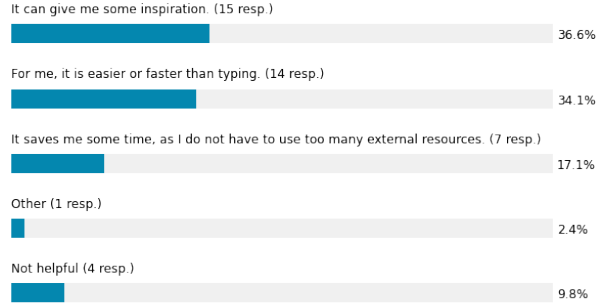 It can give me some inspiration. (15 resp.)
36.6%
For me, it is easier or faster than typing. (14 resp.)
34.1%
It saves me some time, as I do not have to use too many external resources. (7 resp.)
17.1%
Other (1 resp.)
2.4%
Not helpful (4 resp.)
9.8%